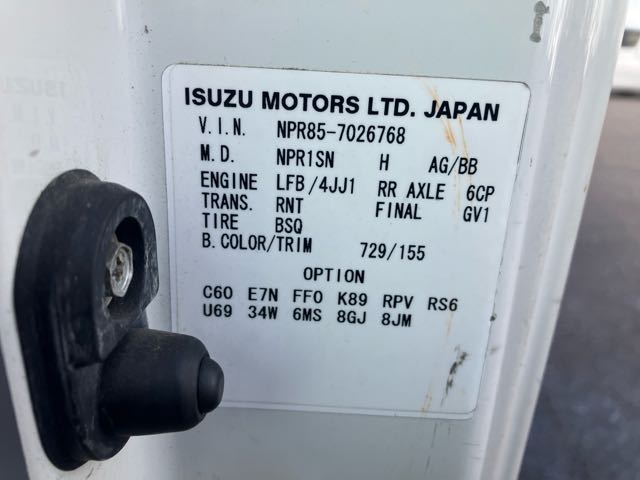 ISUZU MOTORS LTD. JAPAN
V.I.N. NPR85-7026768
M.D. NPR1SN H AG/BB
ENGINE LFB/4JJ1 RR AXLE 6CP
TRANS. RNT FINAL GV1
TIRE BSQ
B.COLOR/TRIM 729/155
OPTION
C60 E7N FF0 K89 RPV RS6
U69 34W 6MS 8GJ 8JM